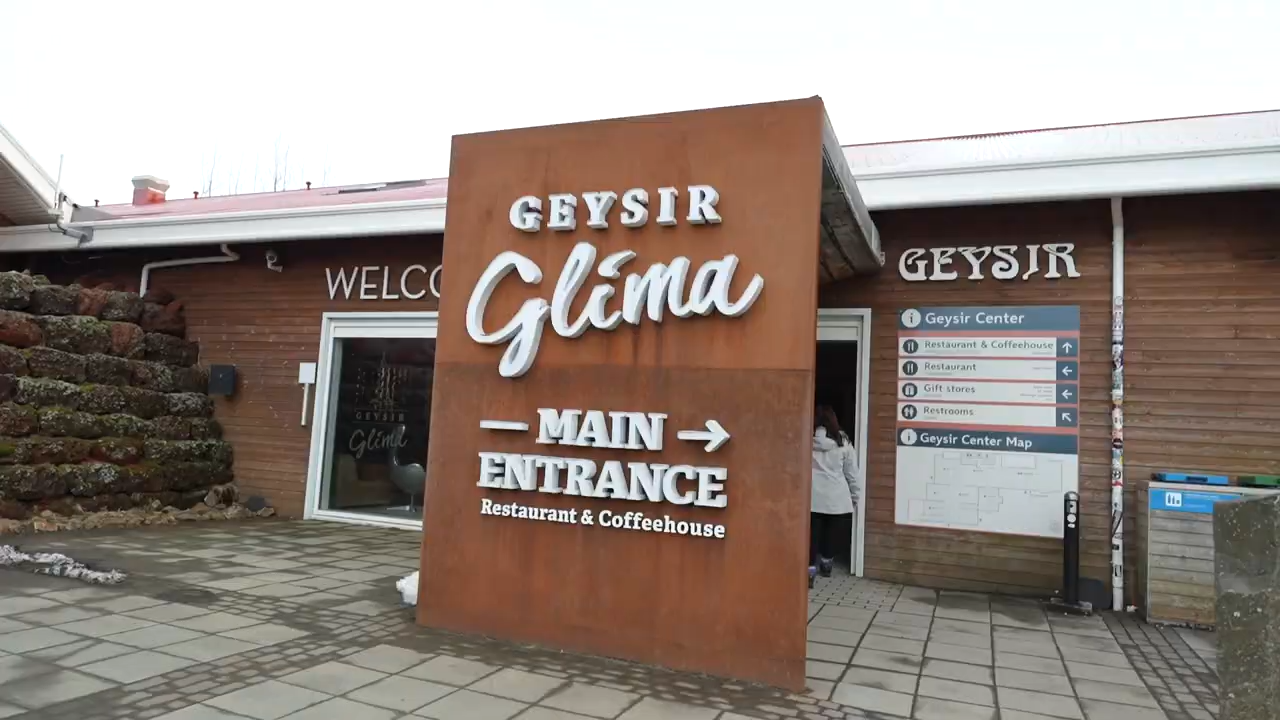 GEYSIR
Glíma
MAIN
ENTRANCE
Restaurant & Coffeehouse
WELCO
GEYSIR
Glíma
GEYSIR
i Geysir Center
Restaurant & Coffeehouse
Restaurant
Gift stores
Restrooms
i Geysir Center Map